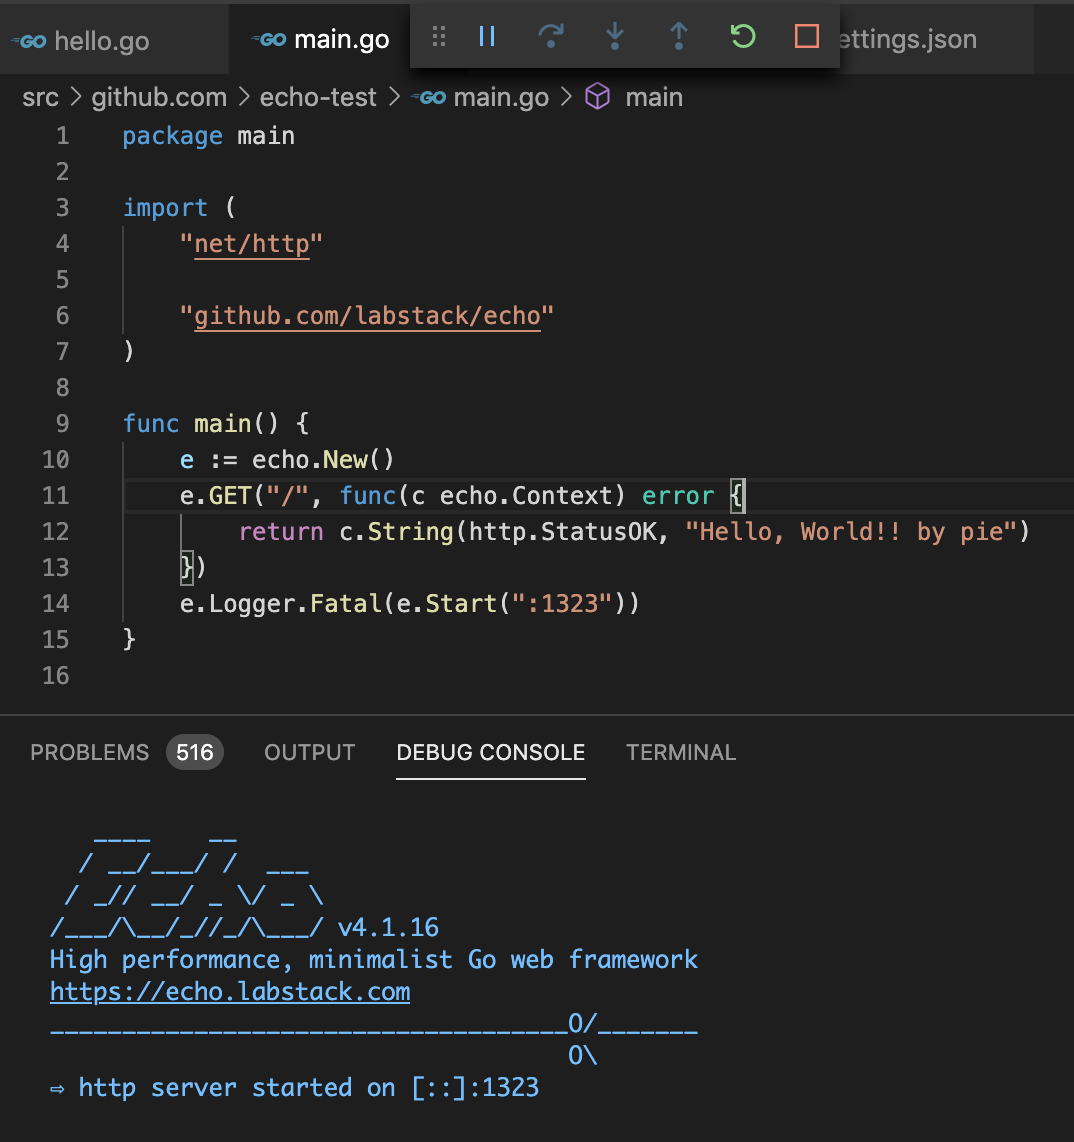 hello.go main.go ettings.json
src > github.com > echo-test > main.go > main
1 package main
2
3 import (
4     "net/http"
5
6     "github.com/labstack/echo"
7 )
8
9 func main() {
10     e := echo.New()
11     e.GET("/", func(c echo.Context) error {
12         return c.String(http.StatusOK, "Hello, World!! by pie")
13     })
14     e.Logger.Fatal(e.Start(":1323"))
15 }
16
PROBLEMS 516 OUTPUT DEBUG CONSOLE TERMINAL
   ____    __
  / __/___/ /  ___
 / _// __/ _ \/ _ \
/___/\__/_//_/\___/ v4.1.16
High performance, minimalist Go web framework
https://echo.labstack.com
____________________________________O/_______
                                    O\
⇨ http server started on [::]:1323